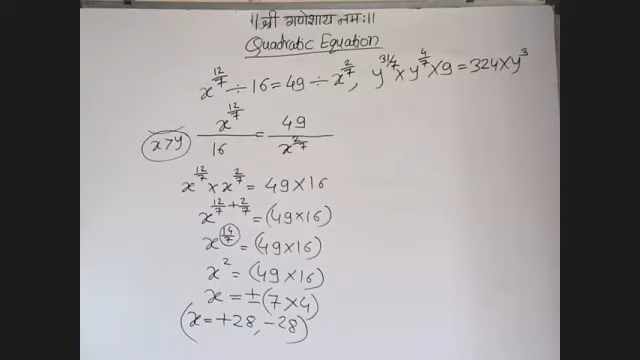 ॥श्री गणेशाय नमः॥
Quadratic Equation
x^{12/7} ÷ 16 = 49 ÷ x^{2/7}, y^{31/7} × y^{4/7} × 9 = 324 × y^3
x^{12/7} / 16 = 49 / x^{2/7}
x > y
x^{12/7} × x^{2/7} = 49 × 16
x^{12/7 + 2/7} = (49 × 16)
x^{14/7} = (49 × 16)
x^2 = (49 × 16)
x = ± (7 × 4)
(x = +28, -28)